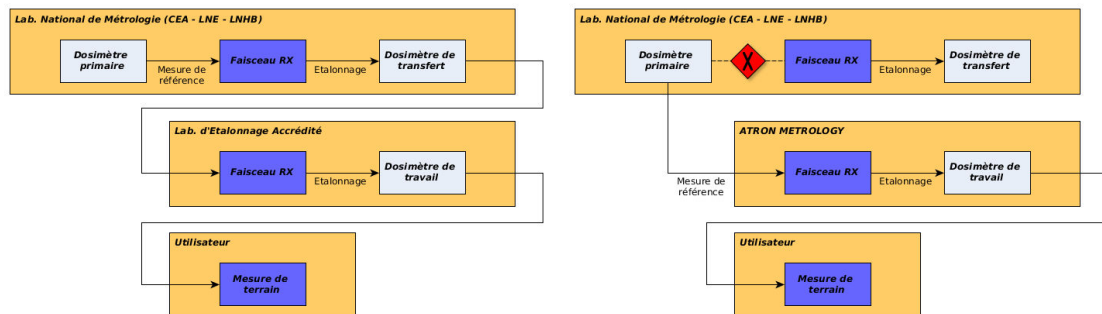 Lab. National de Métrologie (CEA - LNE - LNHB)
Dosimètre
primaire
Mesure de
référence
Faisceau RX
Etalonnage
Dosimètre
de transfert
Lab. d'Etalonnage Accrédité
Faisceau RX
Etalonnage
Dosimètre de
travail
Utilisateur
Mesure de
terrain
Lab. National de Métrologie (CEA - LNE - LNHB)
Dosimètre
primaire
X
Faisceau RX
Etalonnage
Dosimètre
de transfert
ATRON METROLOGY
Mesure de
référence
Faisceau RX
Etalonnage
Dosimètre de
travail
Utilisateur
Mesure de
terrain